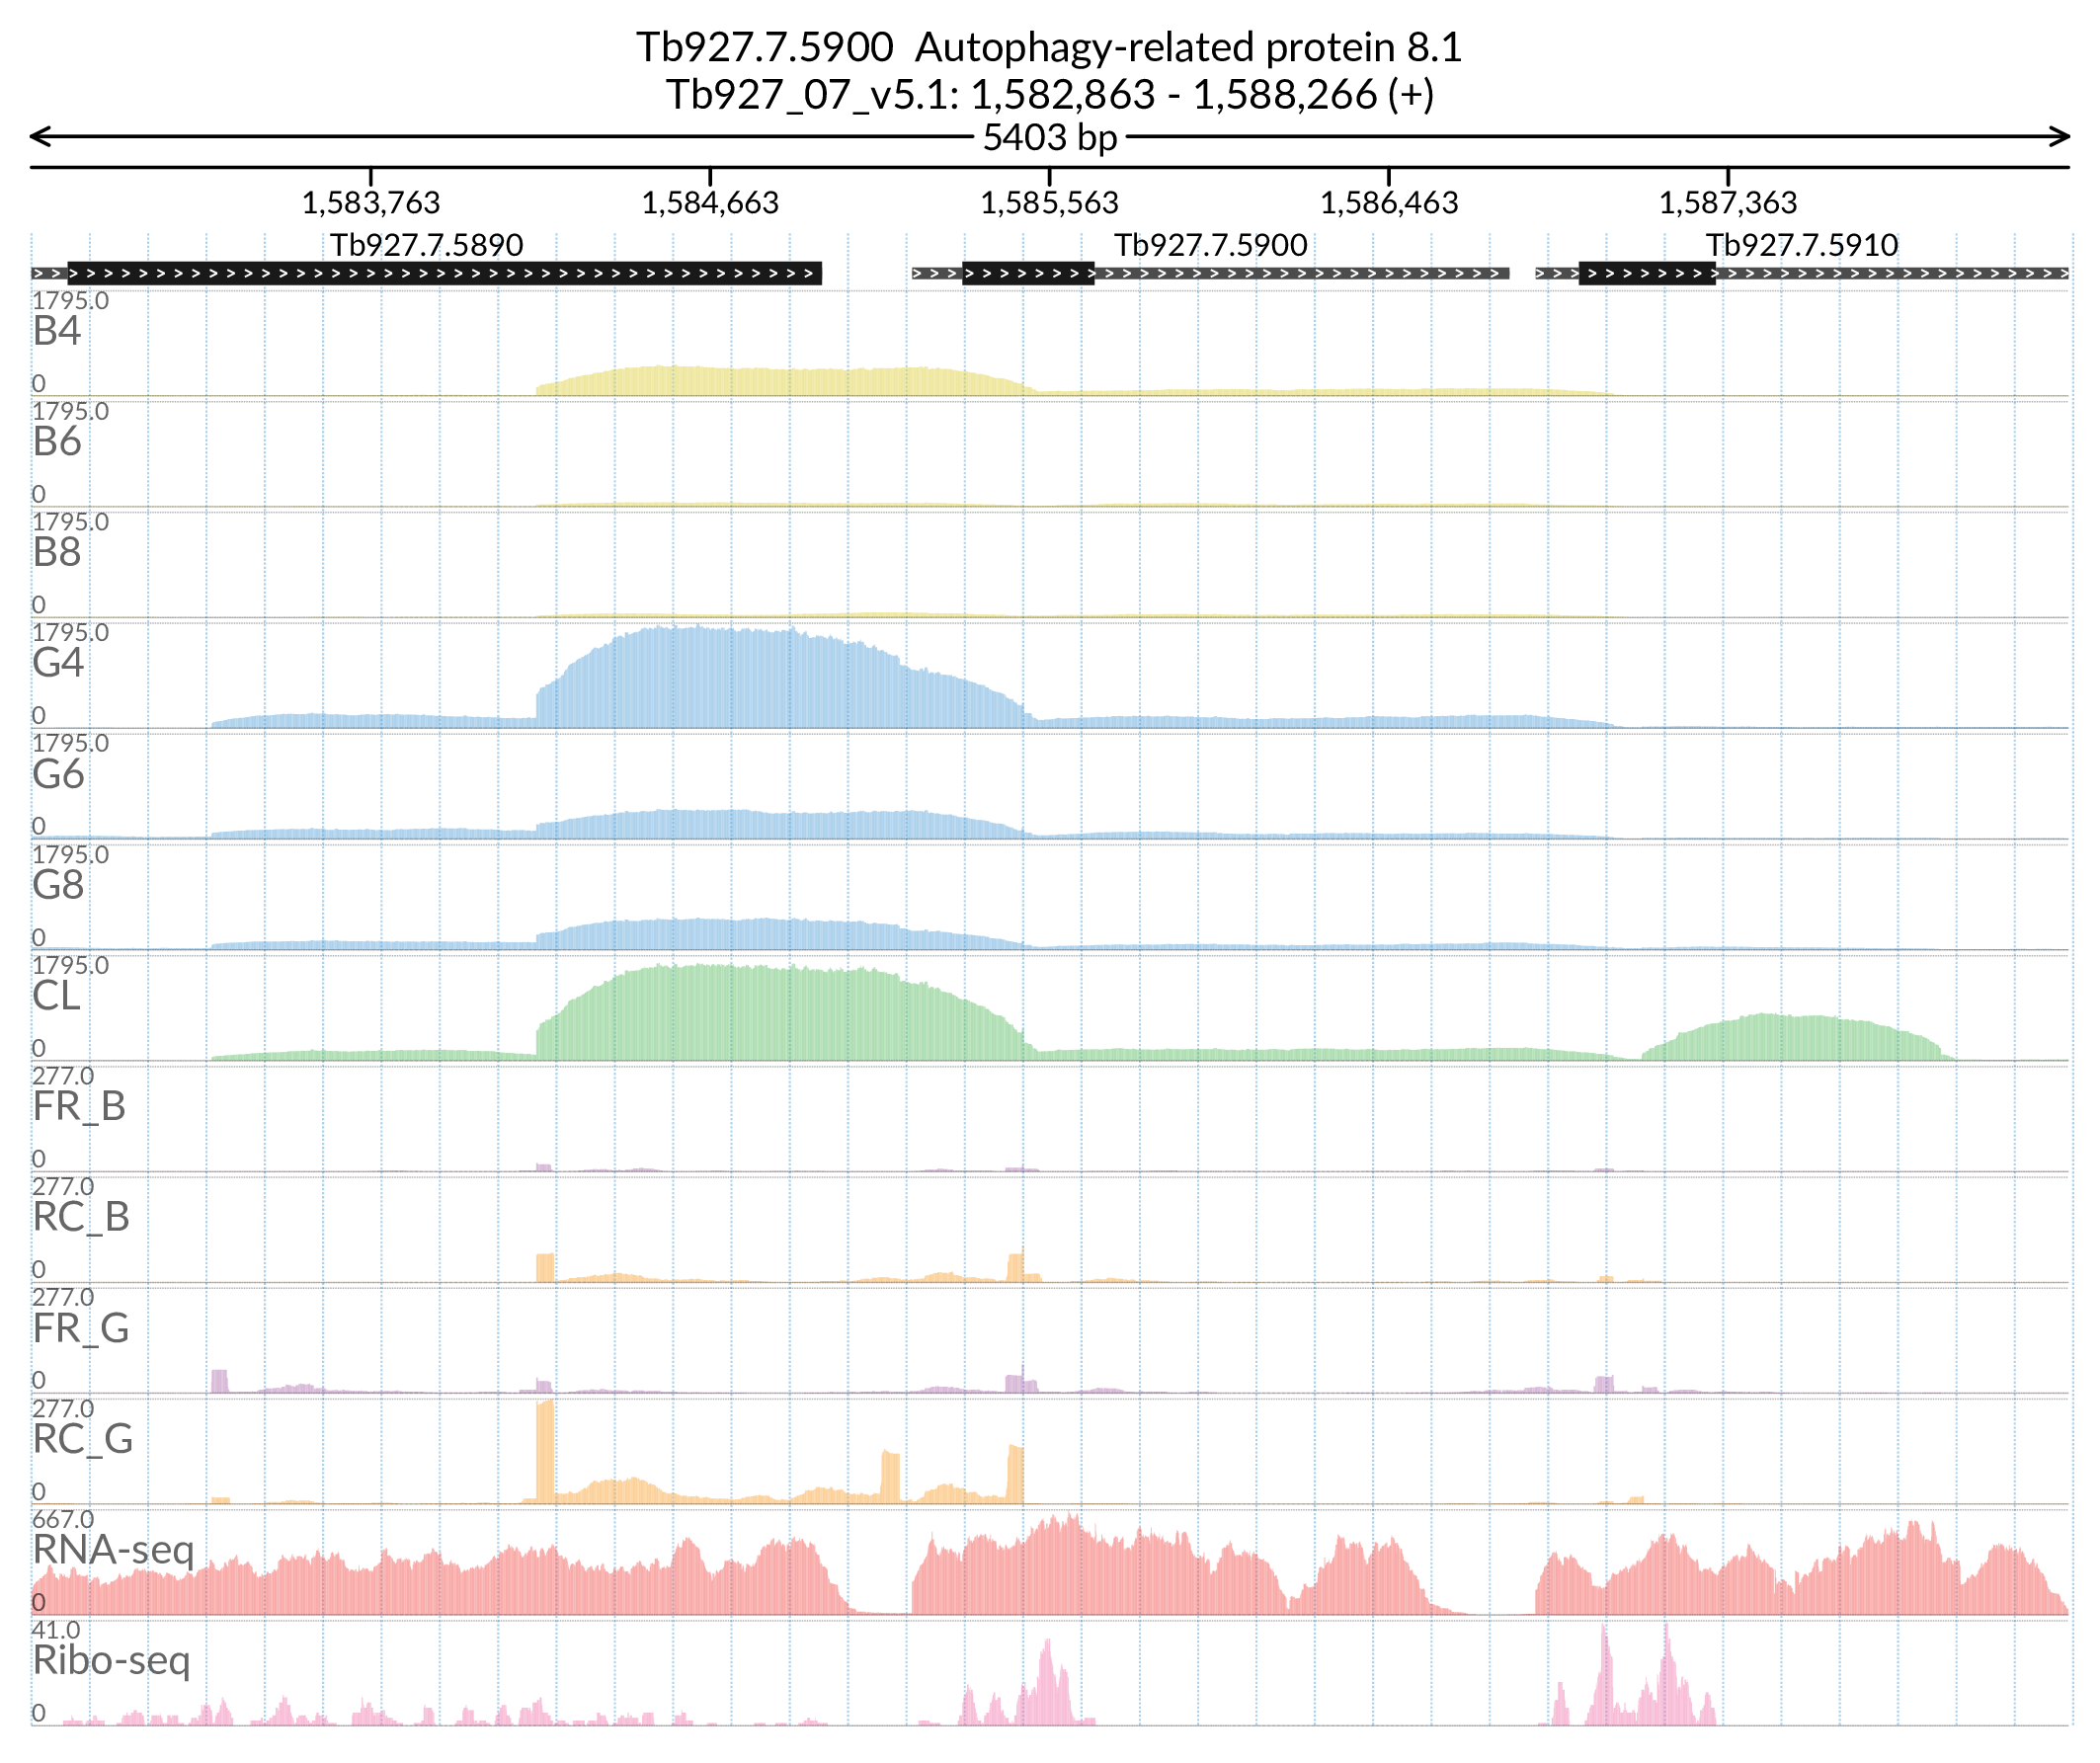 Tb927.7.5900 Autophagy-related protein 8.1
Tb927_07_v5.1: 1,582,863 - 1,588,266 (+)
5403 bp
1,583,763 1,584,663 1,585,563 1,586,463 1,587,363
Tb927.7.5890 Tb927.7.5900 Tb927.7.5910
1795.0
B4
0
1795.0
B6
0
1795.0
B8
0
1795.0
G4
0
1795.0
G6
0
1795.0
G8
0
1795.0
CL
0
277.0
FR_B
0
277.0
RC_B
0
277.0
FR_G
0
277.0
RC_G
0
667.0
RNA-seq
0
41.0
Ribo-seq
0